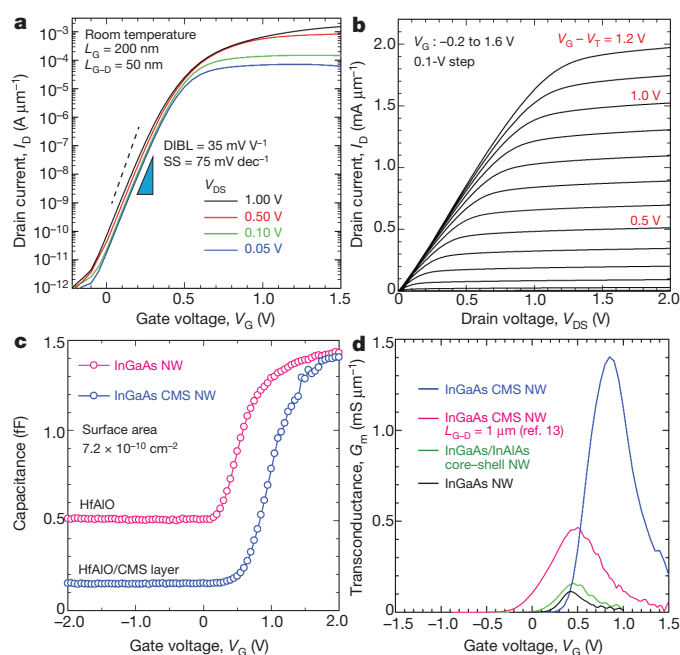 a
Room temperature
L_G = 200 nm
L_G–D = 50 nm
DIBL = 35 mV V⁻¹
SS = 75 mV dec⁻¹
V_DS
1.00 V
0.50 V
0.10 V
0.05 V
10⁻³
10⁻⁴
10⁻⁵
10⁻⁶
10⁻⁷
10⁻⁸
10⁻⁹
10⁻¹⁰
10⁻¹¹
10⁻¹²
Drain current, I_D (A μm⁻¹)
0
0.5
1.0
1.5
Gate voltage, V_G (V)
b
V_G : –0.2 to 1.6 V
0.1-V step
V_G – V_T = 1.2 V
1.0 V
0.5 V
2.0
1.5
1.0
0.5
0
Drain current, I_D (mA μm⁻¹)
0
0.5
1.0
1.5
2.0
Drain voltage, V_DS (V)
c
InGaAs NW
InGaAs CMS NW
Surface area
7.2 × 10⁻¹⁰ cm⁻²
HfAlO
HfAlO/CMS layer
1.5
1.0
0.5
0
Capacitance (fF)
-2.0
-1.0
0
1.0
2.0
Gate voltage, V_G (V)
d
InGaAs CMS NW
InGaAs CMS NW
L_G–D = 1 μm (ref. 13)
InGaAs/InAlAs
core–shell NW
InGaAs NW
1.5
1.0
0.5
0
Transconductance, G_m (mS μm⁻¹)
-1.5
-1.0
-0.5
0
0.5
1.0
1.5
Gate voltage, V_G (V)